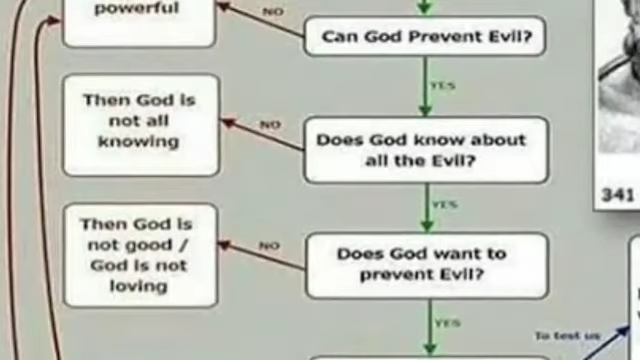 powerful
NO
Can God Prevent Evil?
YES
Then God is
not all
knowing
NO
Does God know about
all the Evil?
341
YES
Then God is
not good /
God is not
loving
NO
Does God want to
prevent Evil?
YES
To test us